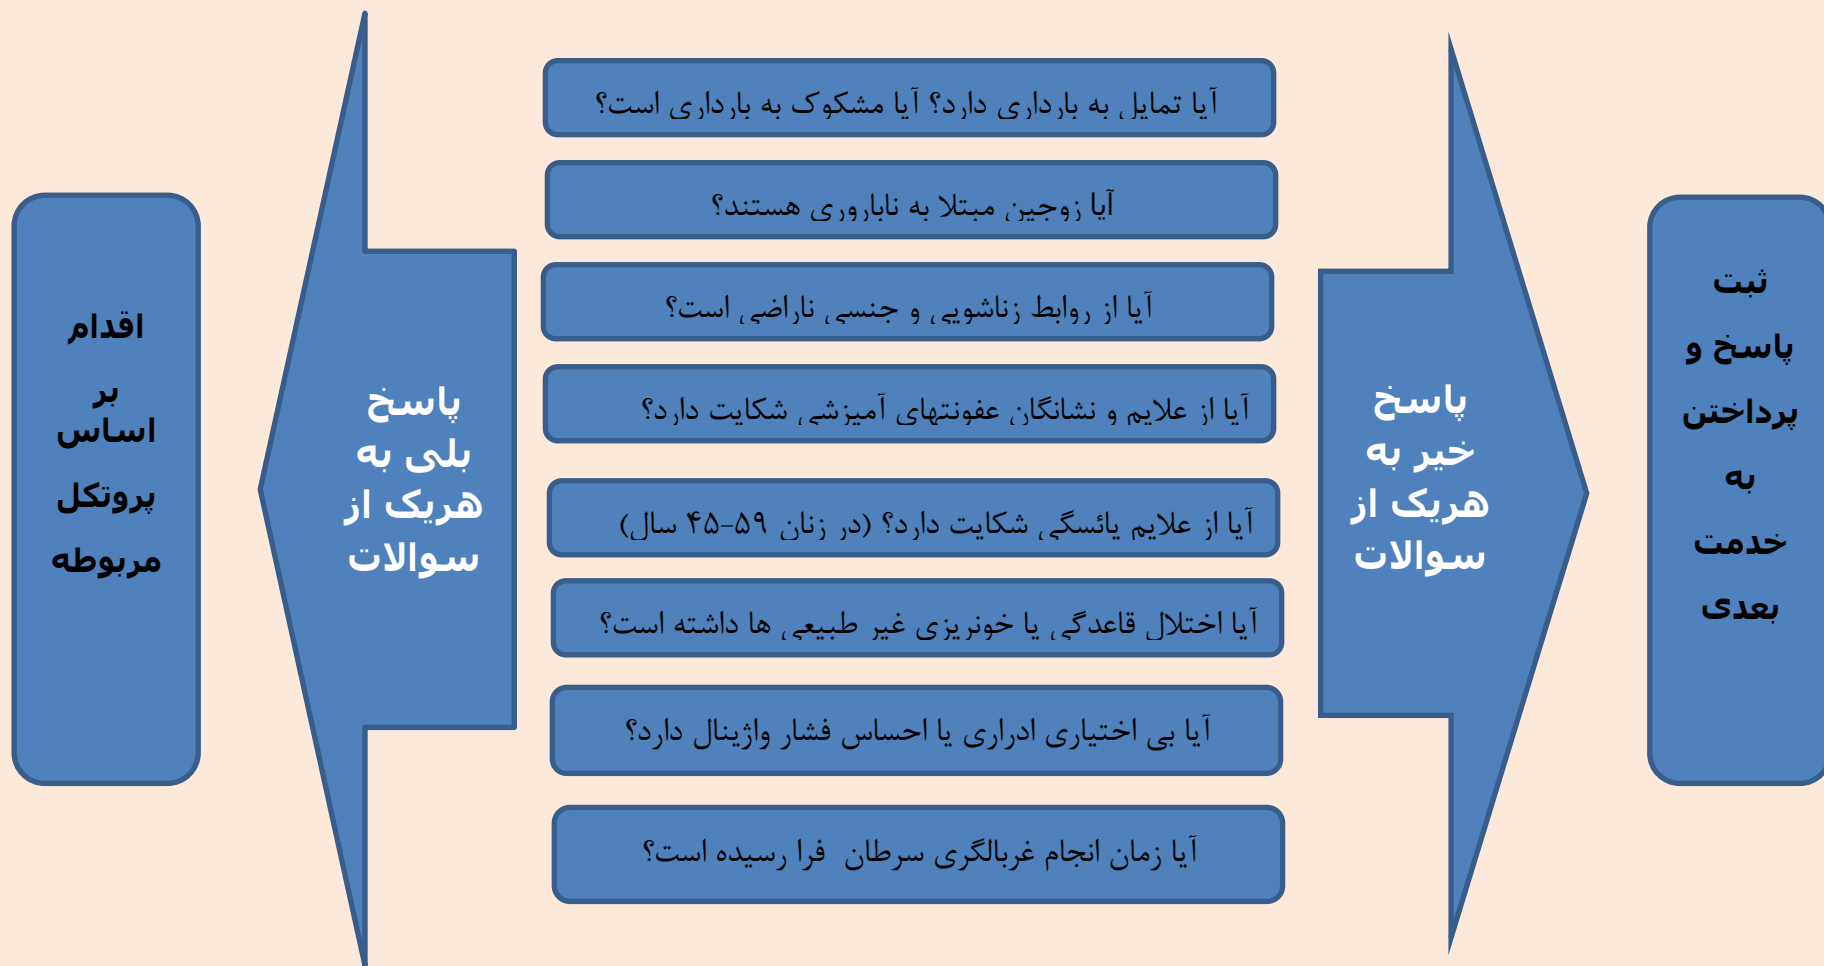 آیا تمایل به بارداری دارد؟ آیا مشکوک به بارداری است؟
آیا زوجین مبتلا به ناباروری هستند؟
آیا از روابط زناشویی و جنسی ناراضی است؟
آیا از علایم و نشانگان عفونتهای آمیزشی شکایت دارد؟
آیا از علایم یائسگی شکایت دارد؟ (در زنان ۵۹-۴۵ سال)
آیا اختلال قاعدگی یا خونریزی غیر طبیعی ها داشته است؟
آیا بی اختیاری ادراری یا احساس فشار واژینال دارد؟
آیا زمان انجام غربالگری سرطان فرا رسیده است؟
پاسخ
خیر به
هریک از
سوالات
ثبت
پاسخ و
پرداختن
به
خدمت
بعدی
پاسخ
بلی به
هریک از
سوالات
اقدام
بر
اساس
پروتکل
مربوطه